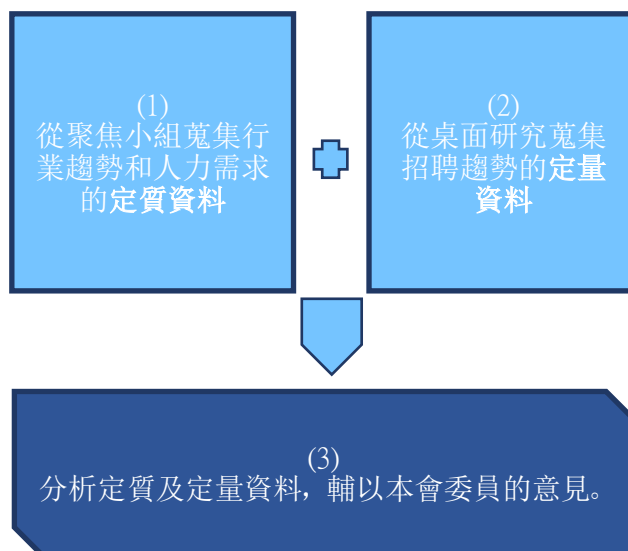 (1)
從聚焦小組蒐集行
業趨勢和人力需求
的定質資料
(2)
從桌面研究蒐集
招聘趨勢的定量
資料
(3)
分析定質及定量資料，輔以本會委員的意見。